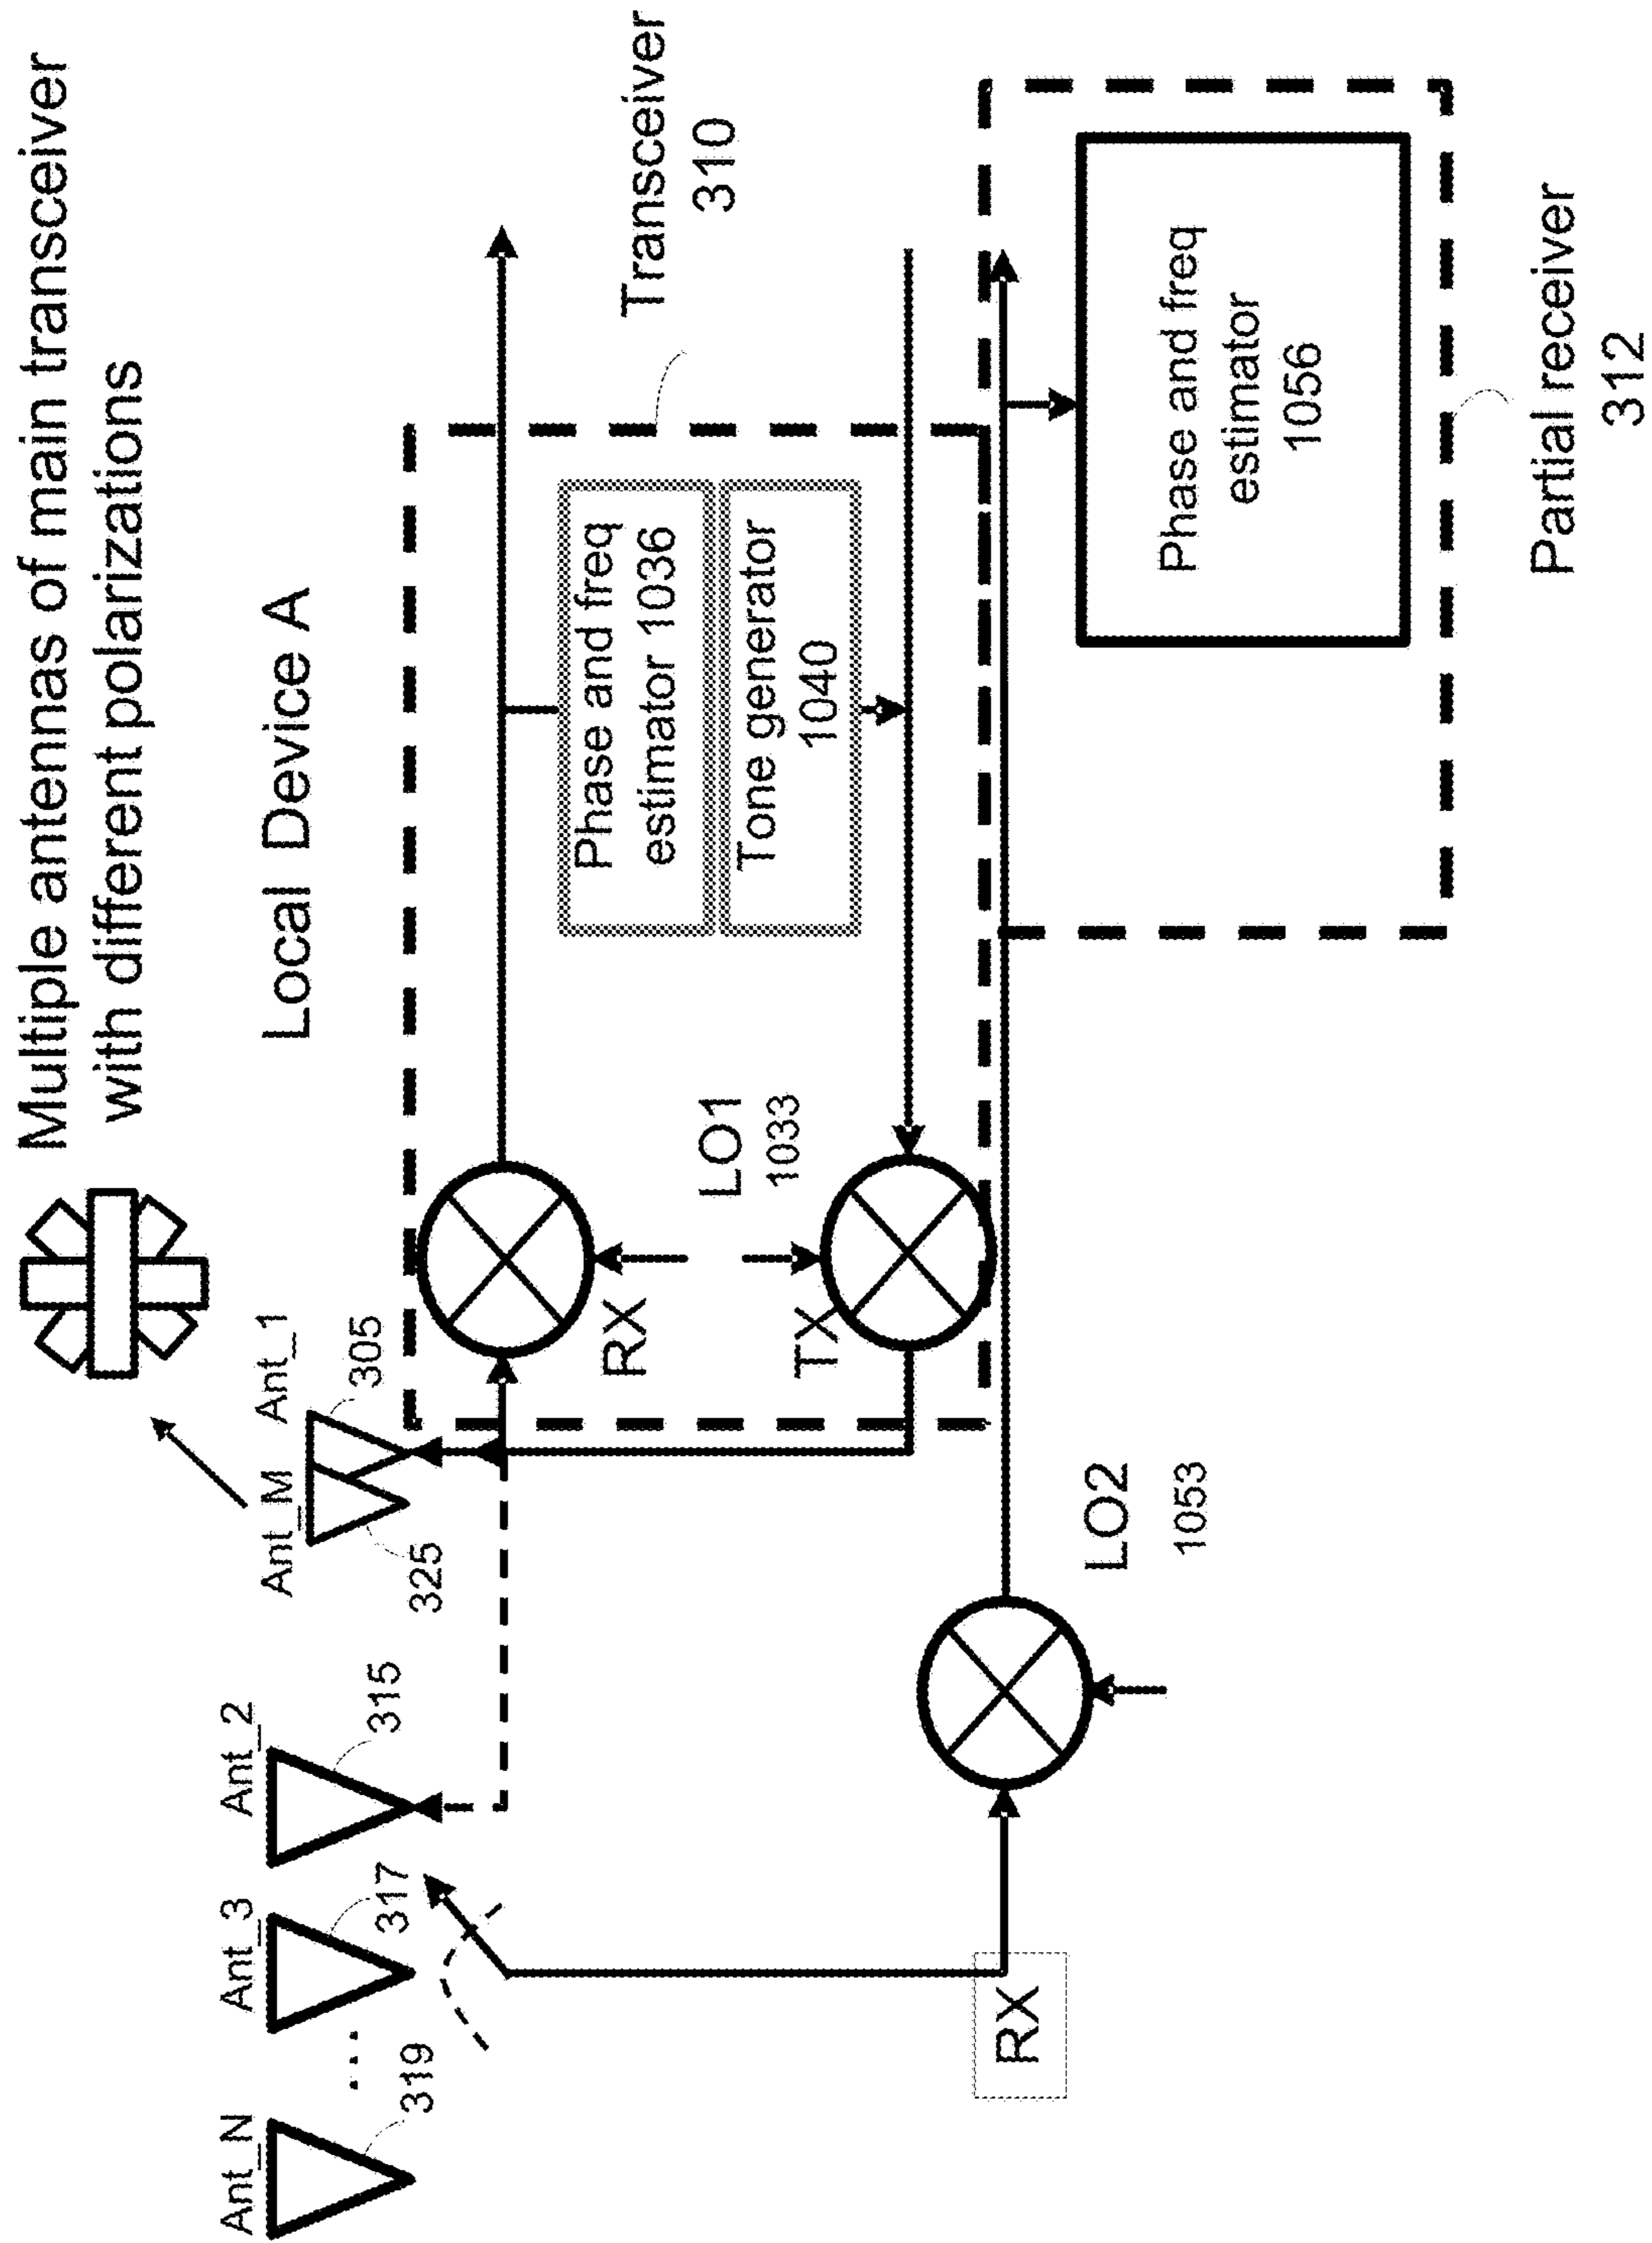 Multiple antennas of main transceiver
with different polarizations
Local Device A
Ant_N
319
...
Ant_3
317
Ant_2
315
Ant_M
325
Ant_1
305
RX
TX
LO1
1033
Phase and freq
estimator 1036
Tone generator
1040
Transceiver
310
RX
LO2
1053
Phase and freq
estimator
1056
Partial receiver
312